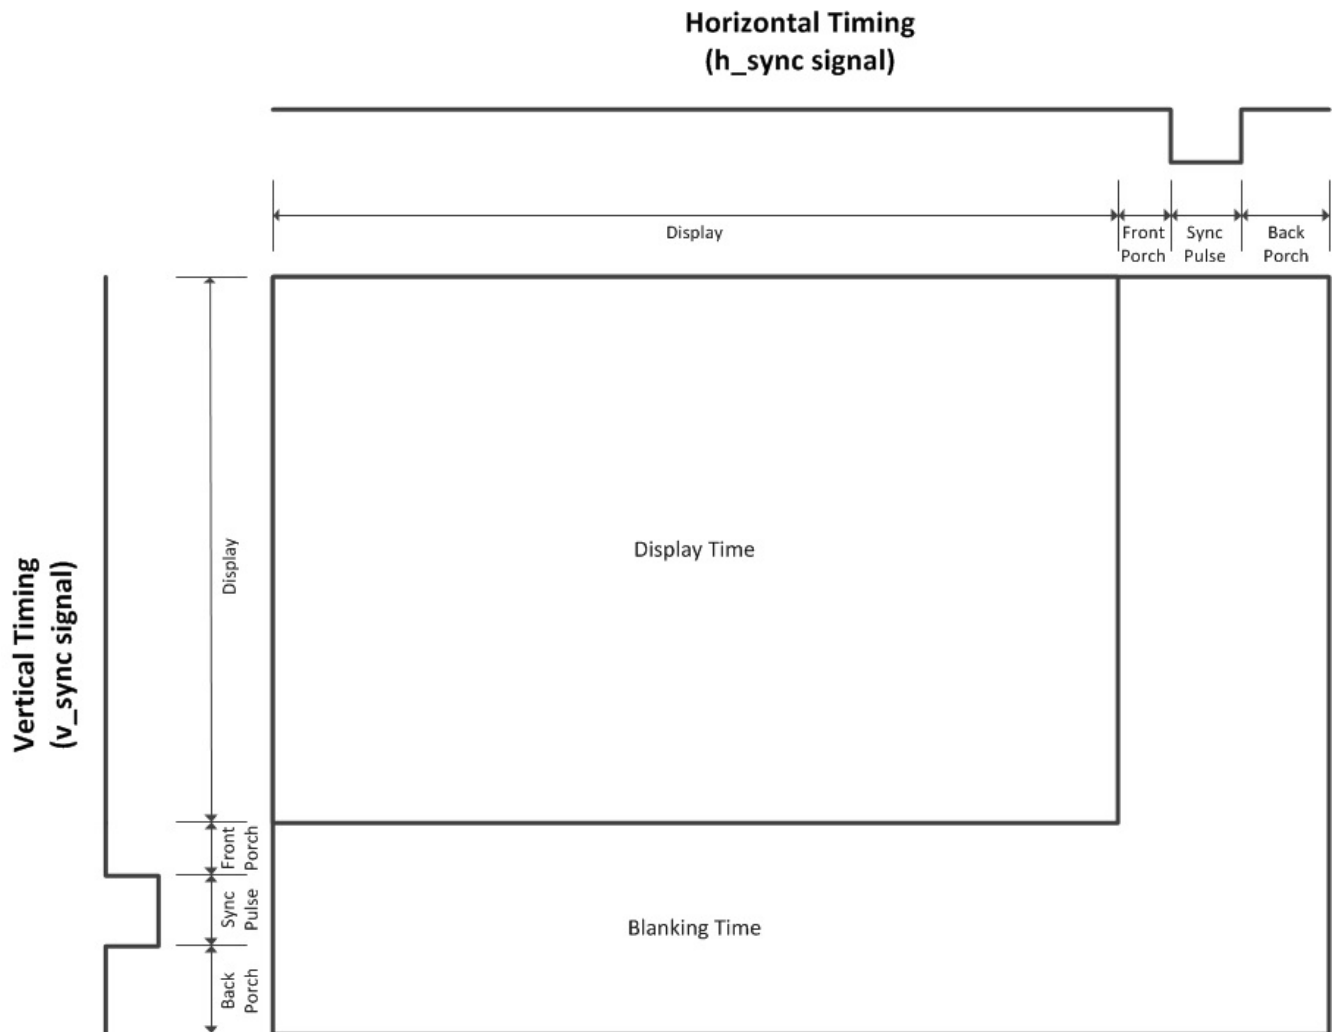 Horizontal Timing
(h_sync signal)
Display
Front
Porch
Sync
Pulse
Back
Porch
Vertical Timing
(v_sync signal)
Display
Front
Porch
Sync
Pulse
Back
Porch
Display Time
Blanking Time